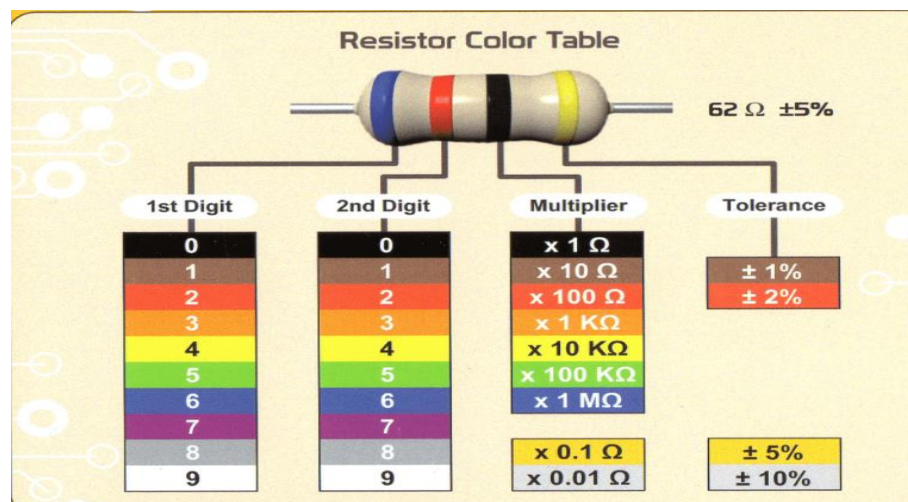 Resistor Color Table
62 Ω ±5%
1st Digit 2nd Digit Multiplier Tolerance
0 0 x 1 Ω
1 1 x 10 Ω ± 1%
2 2 x 100 Ω ± 2%
3 3 x 1 KΩ
4 4 x 10 KΩ
5 5 x 100 KΩ
6 6 x 1 MΩ
7 7
8 8 x 0.1 Ω ± 5%
9 9 x 0.01 Ω ± 10%